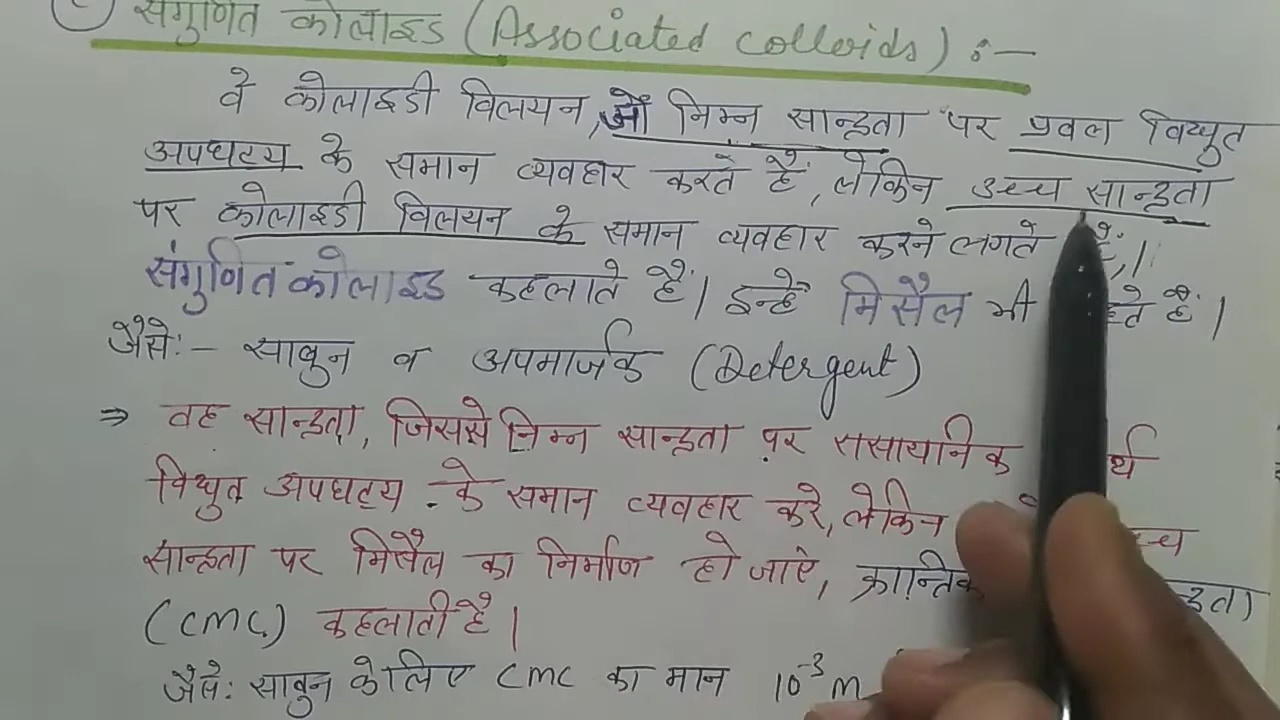 संगुणित कोलाइड (Associated colloids) :-
वे कोलाइडी विलयन, जो निम्न सान्द्रता पर प्रबल विद्युत
अपघट्य के समान व्यवहार करते हैं, लेकिन उच्च सान्द्रता
पर कोलाइडी विलयन के समान व्यवहार करने लगते हैं, ।
संगुणित कोलाइड कहलाते हैं। इन्हें मिसैल भी हैं।
जैसे:- साबुन व अपमार्जक (Detergent)
⇒ वह सान्द्रता, जिससे निम्न सान्द्रता पर रासायनिक
विद्युत अपघट्य के समान व्यवहार करे, लेकिन
सान्द्रता पर मिसैल का निर्माण हो जाऐ,
(CMC) कहलाती है।
जैसे: साबुन के लिए CMC का मान 10⁻³ m